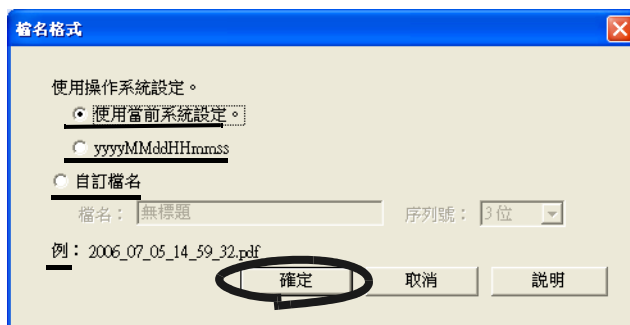 檔名格式
使用操作系統設定。
使用當前系統設定。
yyyyMMddHHmmss
自訂檔名
檔名： 無標題 序列號： 3位
例： 2006_07_05_14_59_32.pdf
確定 取消 說明